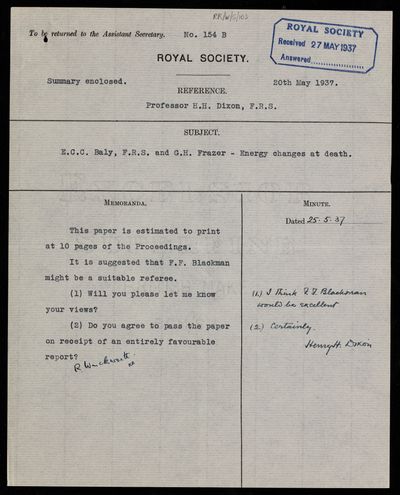 RR/W/5/102
To be returned to the Assistant Secretary.
No. 154 B
ROYAL SOCIETY
Received 27 MAY 1937
Answered
ROYAL SOCIETY.
Summary enclosed.
20th May 1937.
REFERENCE.
Professor H.H. Dixon, F.R.S.
SUBJECT.
E.C.C. Baly, F.R.S. and G.H. Frazer - Energy changes at death.
MEMORANDA.
This paper is estimated to print
at 10 pages of the Proceedings.
It is suggested that F.F. Blackman
might be a suitable referee.
(1) Will you please let me know
your views?
(2) Do you agree to pass the paper
on receipt of an entirely favourable
report?
R Winckworth
MINUTE.
Dated 25. 5. 37
(1.) I think F F Blackman
would be excellent
(2.) Certainly.
Henry H. Dixon